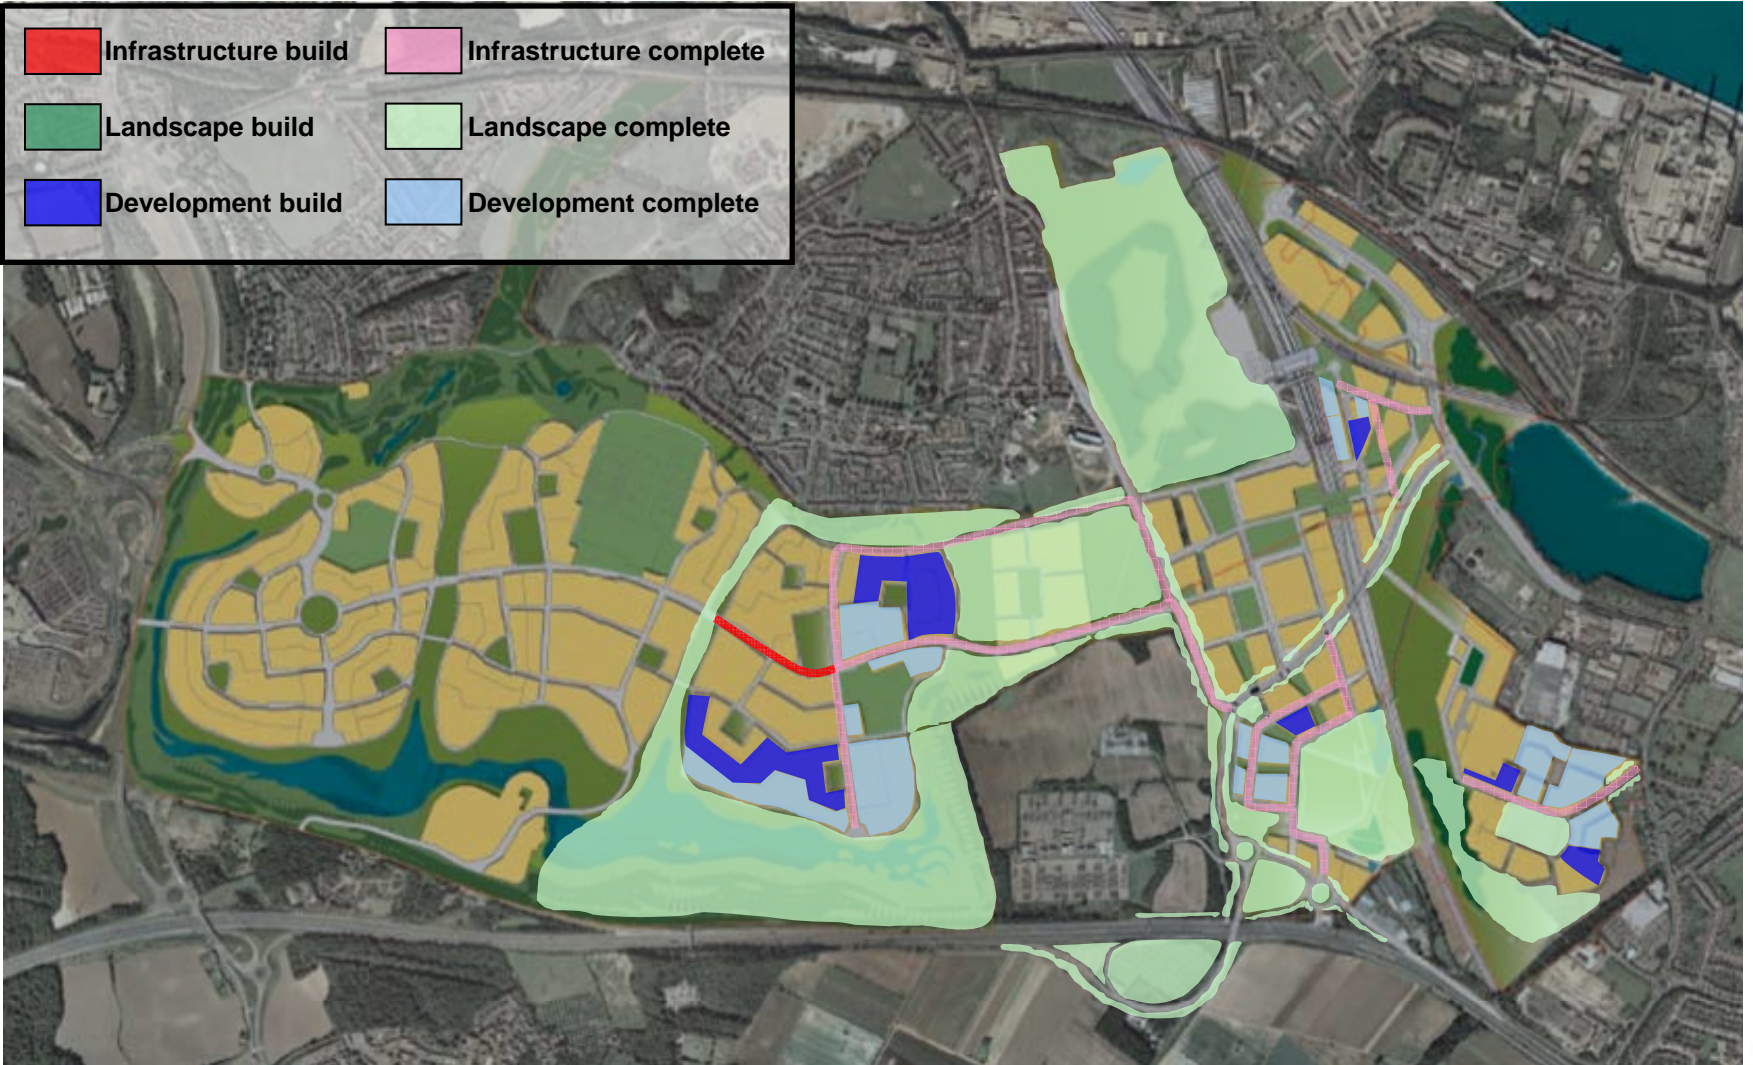 Infrastructure build
Infrastructure complete
Landscape build
Landscape complete
Development build
Development complete